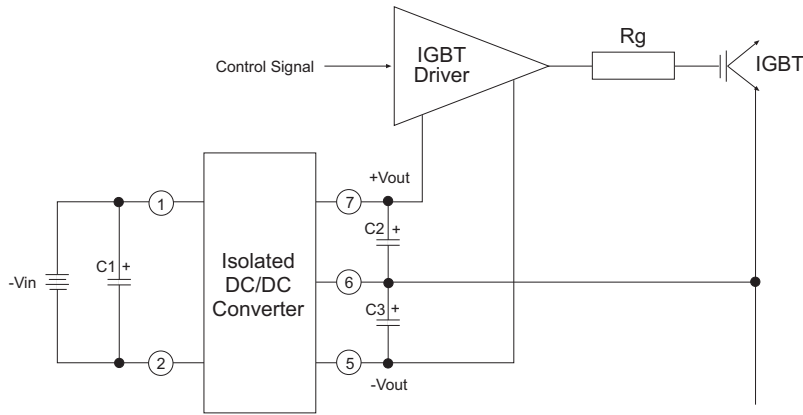 Rg
IGBT
Driver
Control Signal
IGBT
+Vout
1
7
C2 +
-Vin
C1 +
Isolated
DC/DC
Converter
6
C3 +
2
5
-Vout